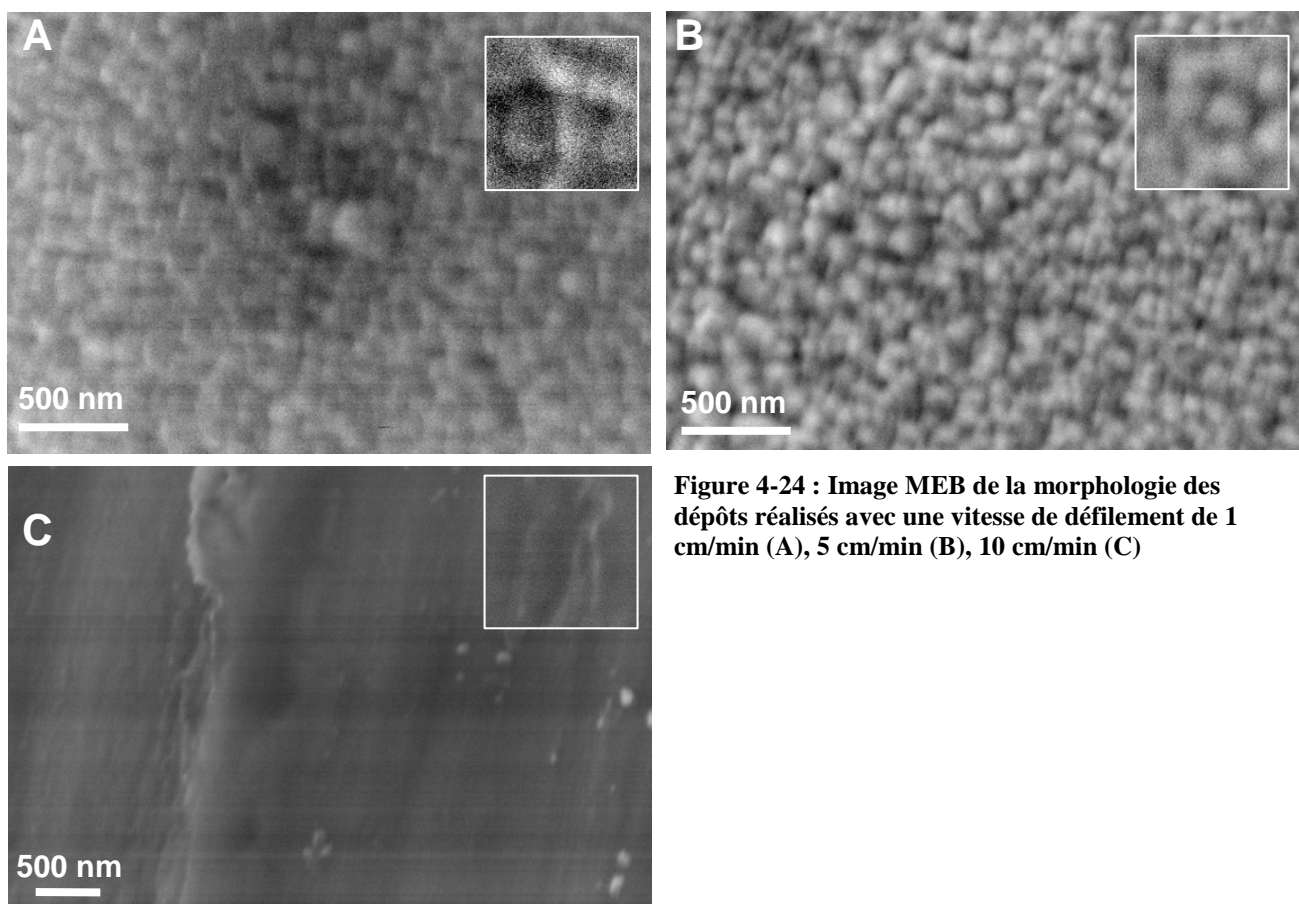 A
500 nm
B
500 nm
C
500 nm
Figure 4-24 : Image MEB de la morphologie des
dépôts réalisés avec une vitesse de défilement de 1
cm/min (A), 5 cm/min (B), 10 cm/min (C)